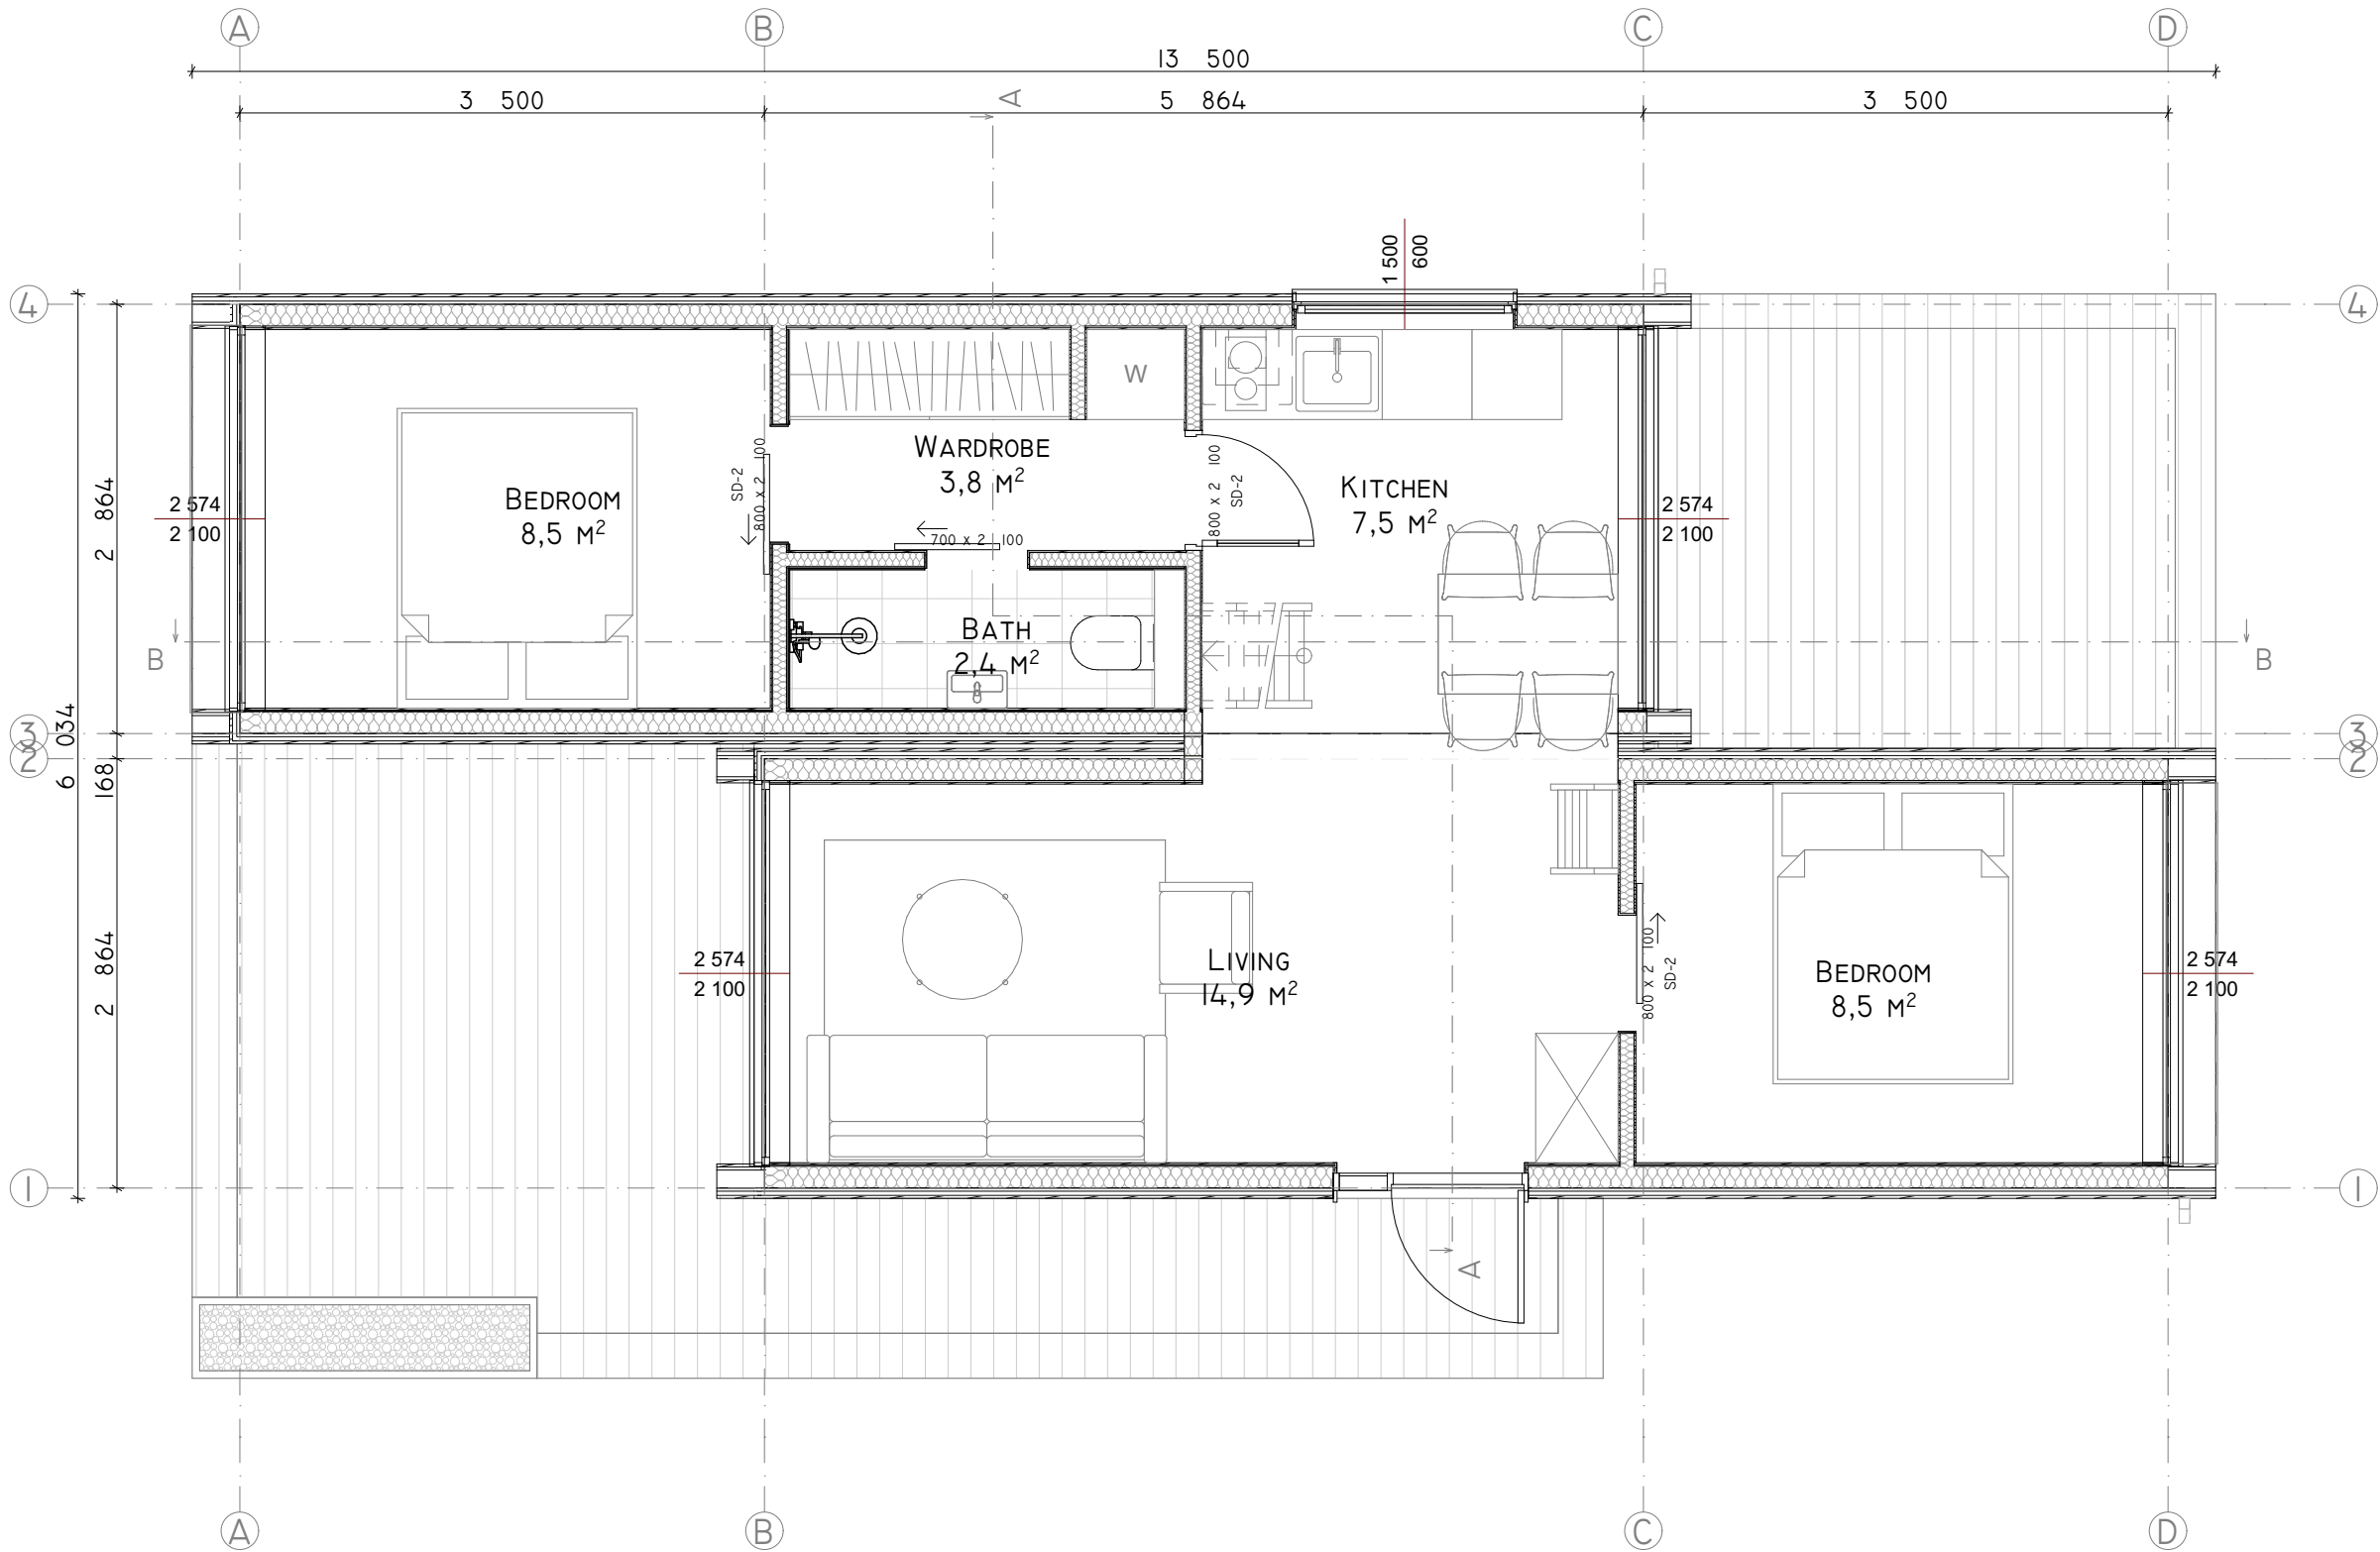 A B C D
13 500
3 500 5 864 3 500
A
1 500
600
4 4
W
WARDROBE
3,8 M²
BEDROOM
8,5 M²
SD-2
800 x 2 100
800 x 2 100
SD-2
KITCHEN
7,5 M²
2 574
2 100
2 574
2 100
700 x 2 100
2 864
BATH
2,4 M²
B B
3 3
2 2
6 034
168
2 864
2 574
2 100
LIVING
14,9 M²
800 x 2 100
SD-2
BEDROOM
8,5 M²
2 574
2 100
1 1
A
A B C D